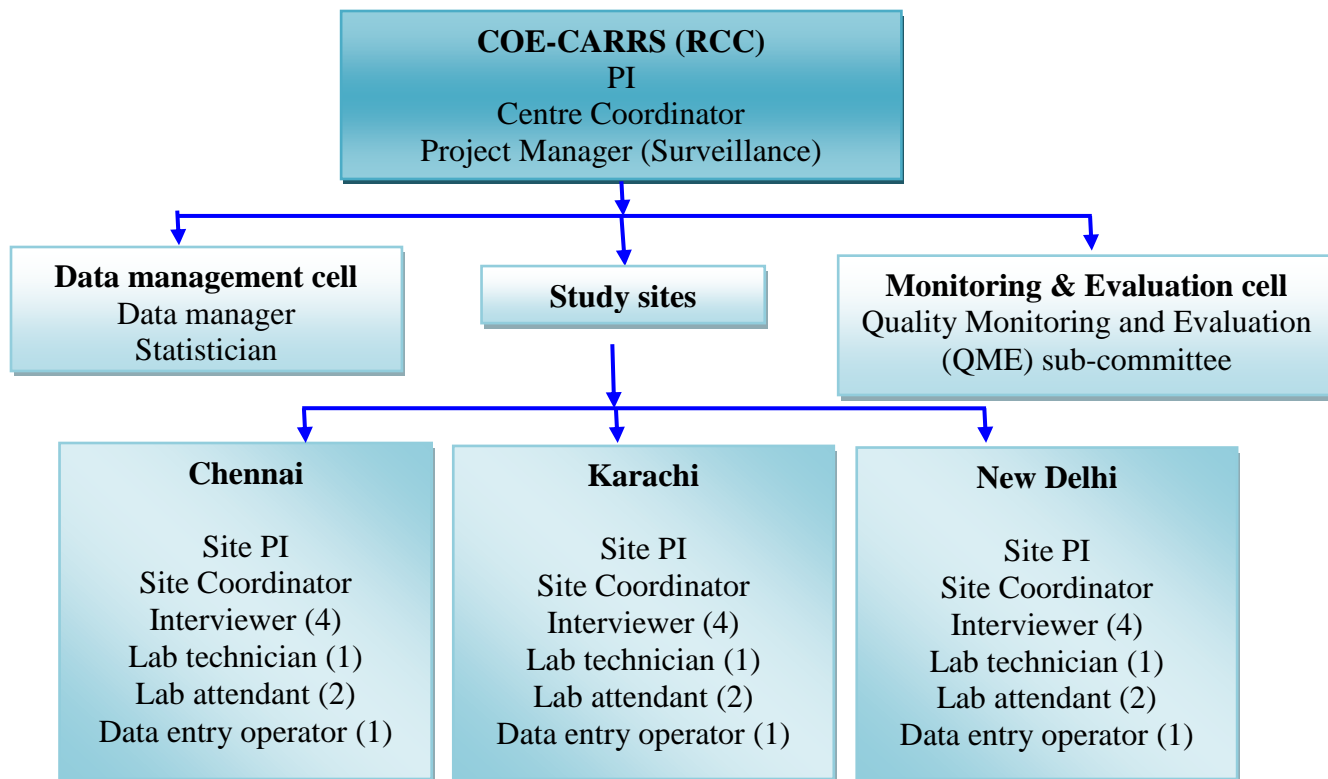 COE-CARRS (RCC)
PI
Centre Coordinator
Project Manager (Surveillance)
Data management cell
Data manager
Statistician
Study sites
Monitoring & Evaluation cell
Quality Monitoring and Evaluation
(QME) sub-committee
Chennai
Site PI
Site Coordinator
Interviewer (4)
Lab technician (1)
Lab attendant (2)
Data entry operator (1)
Karachi
Site PI
Site Coordinator
Interviewer (4)
Lab technician (1)
Lab attendant (2)
Data entry operator (1)
New Delhi
Site PI
Site Coordinator
Interviewer (4)
Lab technician (1)
Lab attendant (2)
Data entry operator (1)